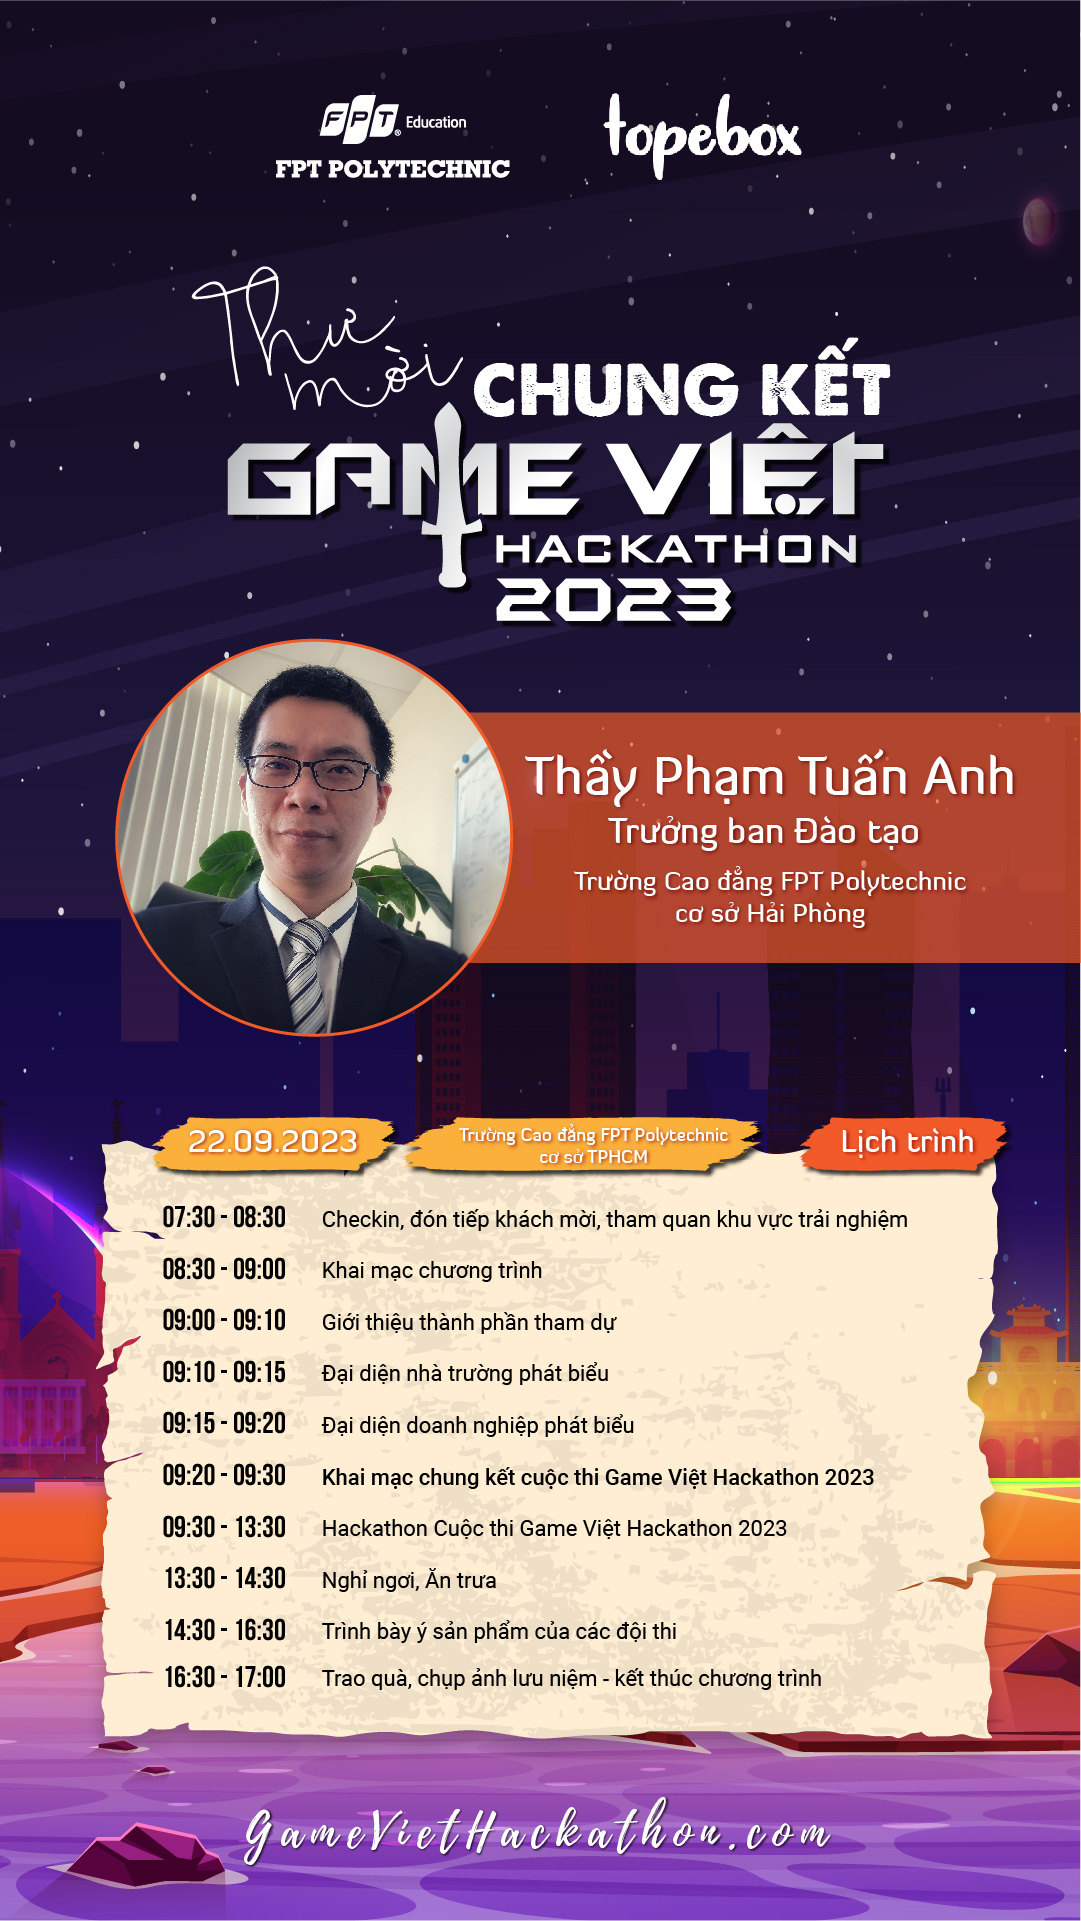 FPT Education
FPT POLYTECHNIC
topebox
Thư mời
CHUNG KẾT
GAME VIỆT
HACKATHON
2023
Thầy Phạm Tuấn Anh
Trưởng ban Đào tạo
Trường Cao đẳng FPT Polytechnic
cơ sở Hải Phòng
22.09.2023
Trường Cao đẳng FPT Polytechnic
cơ sở TPHCM
Lịch trình
07:30 - 08:30 Checkin, đón tiếp khách mời, tham quan khu vực trải nghiệm
08:30 - 09:00 Khai mạc chương trình
09:00 - 09:10 Giới thiệu thành phần tham dự
09:10 - 09:15 Đại diện nhà trường phát biểu
09:15 - 09:20 Đại diện doanh nghiệp phát biểu
09:20 - 09:30 Khai mạc chung kết cuộc thi Game Việt Hackathon 2023
09:30 - 13:30 Hackathon Cuộc thi Game Việt Hackathon 2023
13:30 - 14:30 Nghỉ ngơi, Ăn trưa
14:30 - 16:30 Trình bày ý sản phẩm của các đội thi
16:30 - 17:00 Trao quà, chụp ảnh lưu niệm - kết thúc chương trình
GameVietHackathon.com